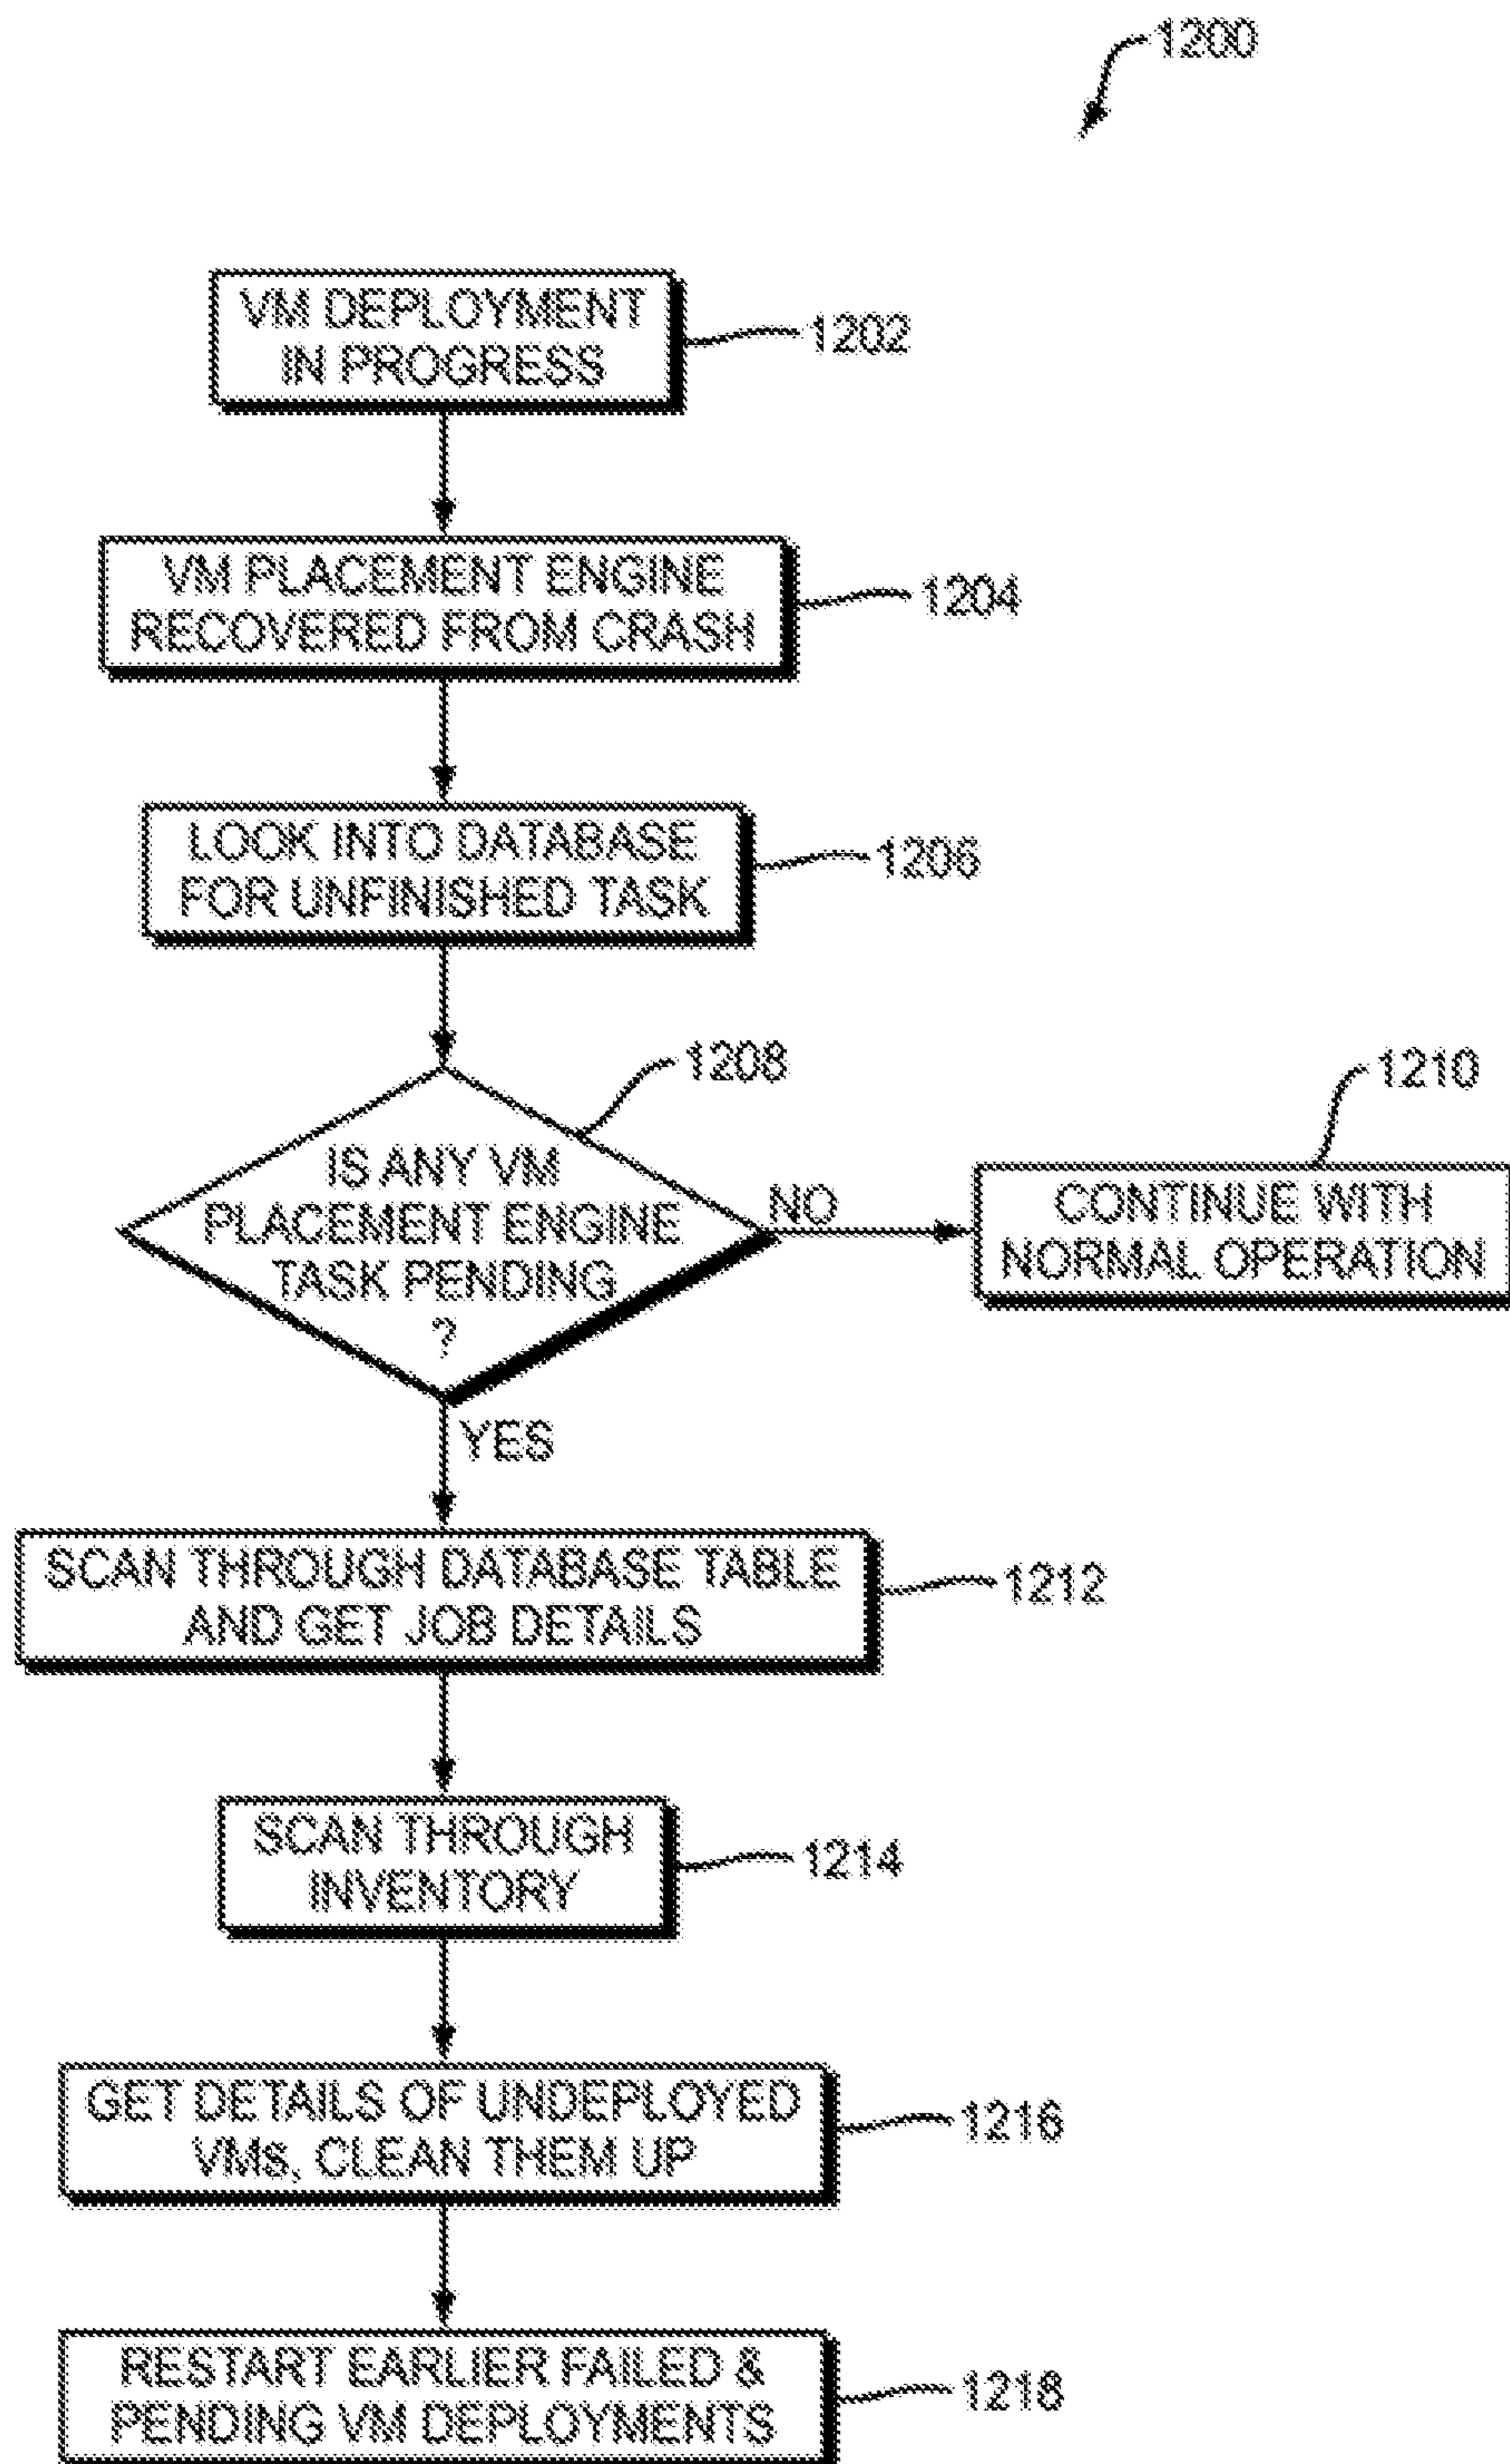 1200
VM DEPLOYMENT
IN PROGRESS
1202
VM PLACEMENT ENGINE
RECOVERED FROM CRASH
1204
LOOK INTO DATABASE
FOR UNFINISHED TASK
1206
1208
IS ANY VM
PLACEMENT ENGINE
TASK PENDING
?
NO
1210
CONTINUE WITH
NORMAL OPERATION
YES
SCAN THROUGH DATABASE TABLE
AND GET JOB DETAILS
1212
SCAN THROUGH
INVENTORY
1214
GET DETAILS OF UNDEPLOYED
VMs, CLEAN THEM UP
1216
RESTART EARLIER FAILED &
PENDING VM DEPLOYMENTS
1218